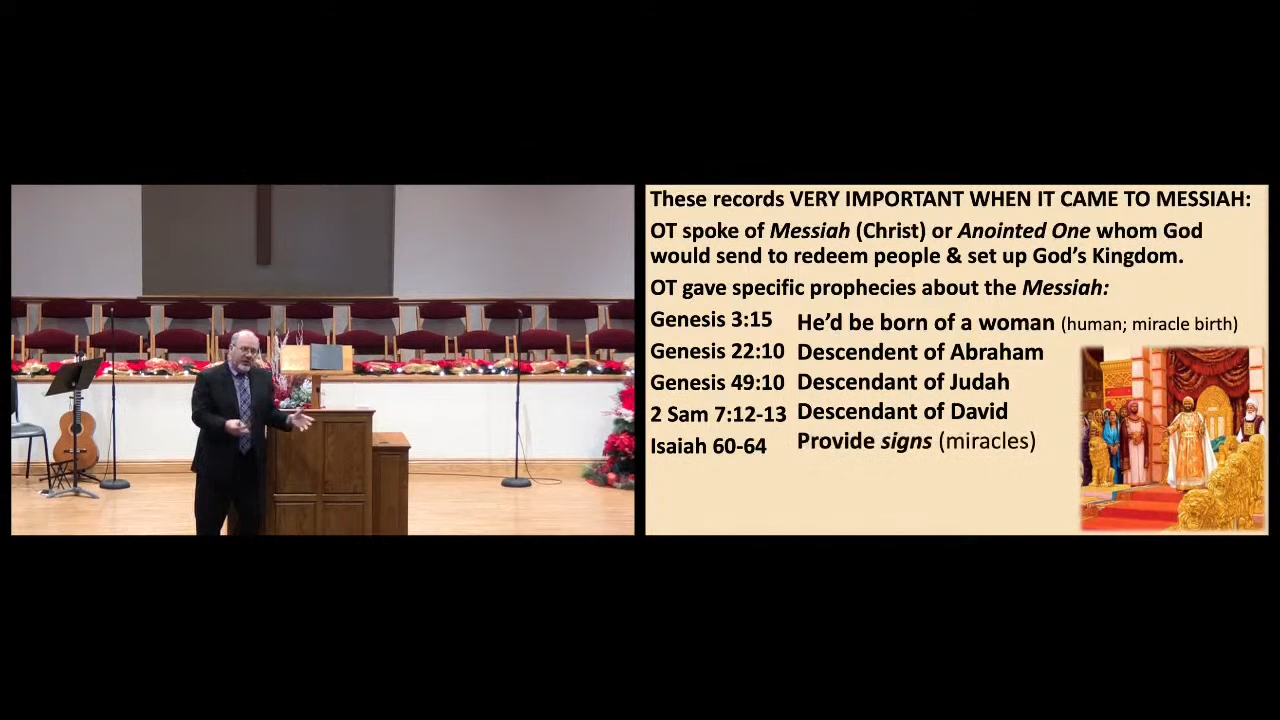 These records VERY IMPORTANT WHEN IT CAME TO MESSIAH:
OT spoke of Messiah (Christ) or Anointed One whom God
would send to redeem people & set up God's Kingdom.
OT gave specific prophecies about the Messiah:
Genesis 3:15 He'd be born of a woman (human; miracle birth)
Genesis 22:10 Descendent of Abraham
Genesis 49:10 Descendant of Judah
2 Sam 7:12-13 Descendant of David
Isaiah 60-64 Provide signs (miracles)